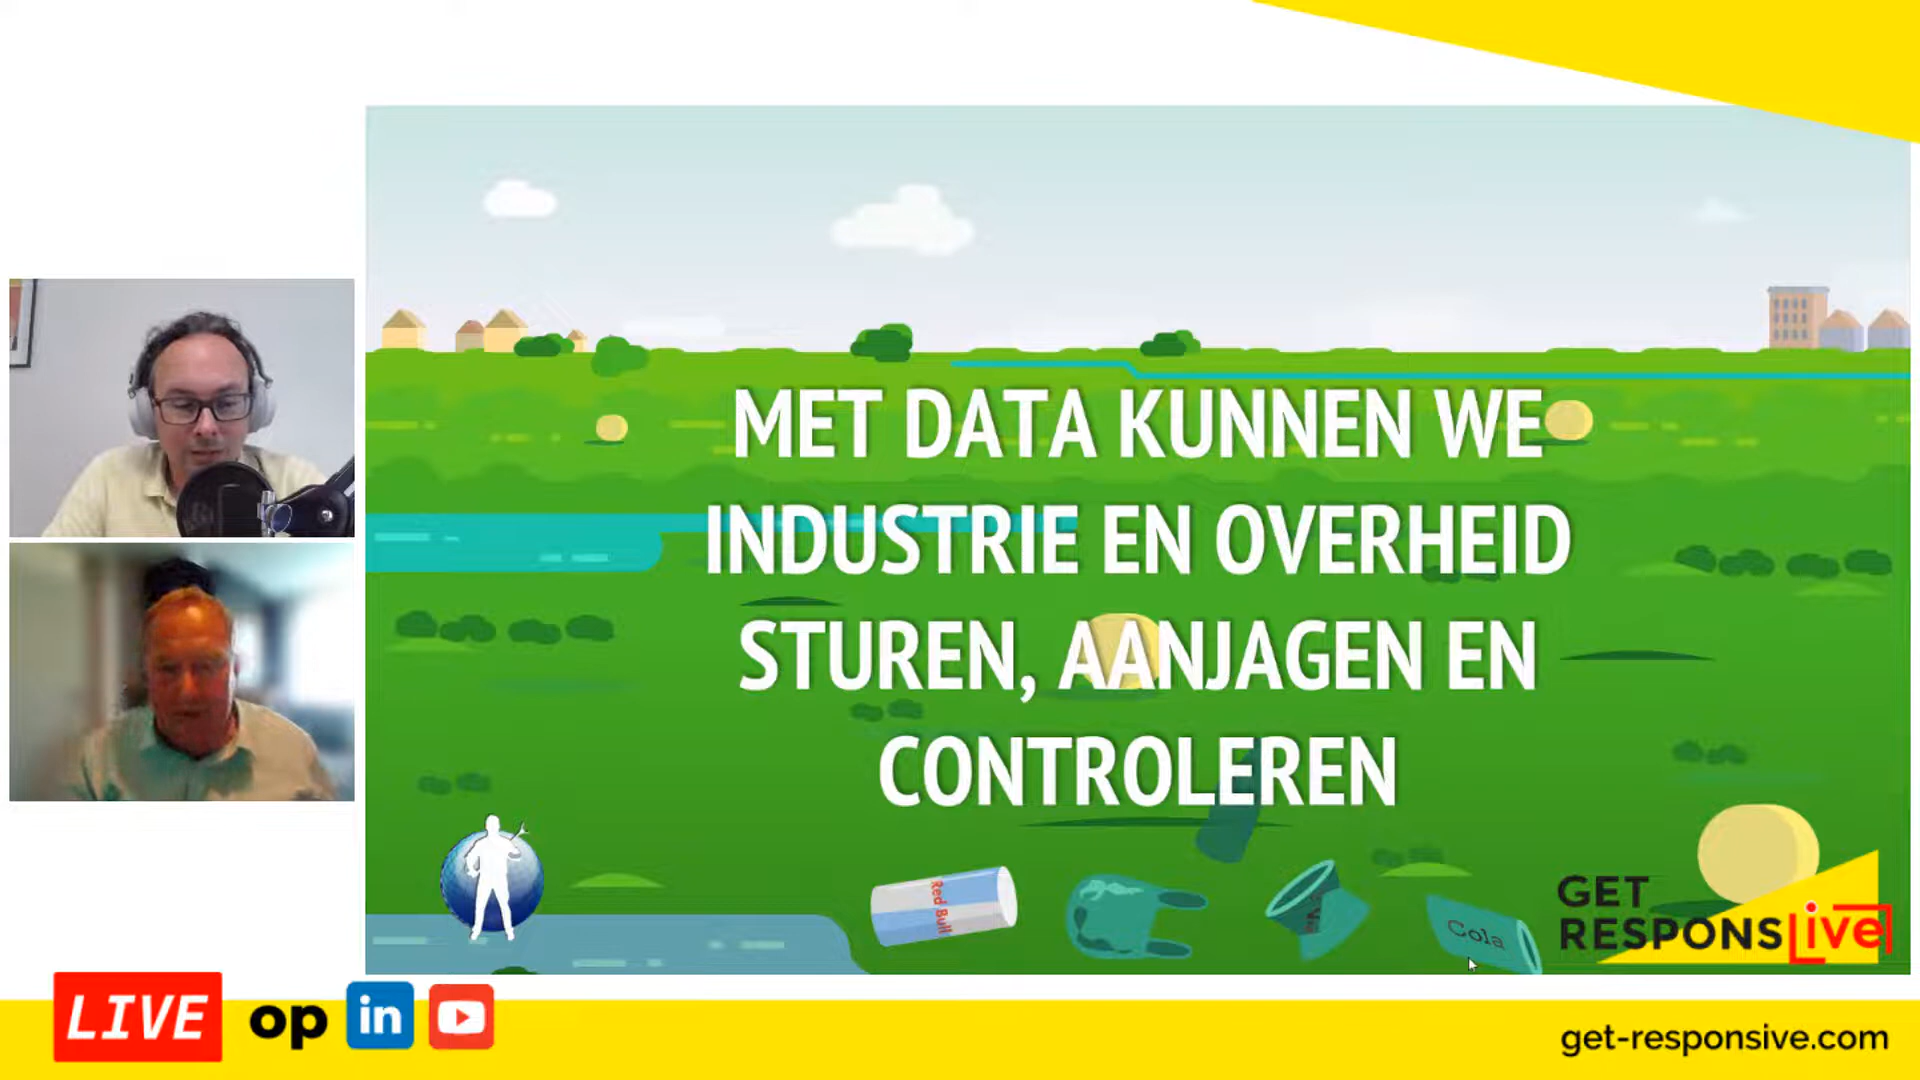 MET DATA KUNNEN WE
INDUSTRIE EN OVERHEID
STUREN, AANJAGEN EN
CONTROLEREN
Red Bull
Cola
GET
RESPONSLive
LIVE op in
get-responsive.com